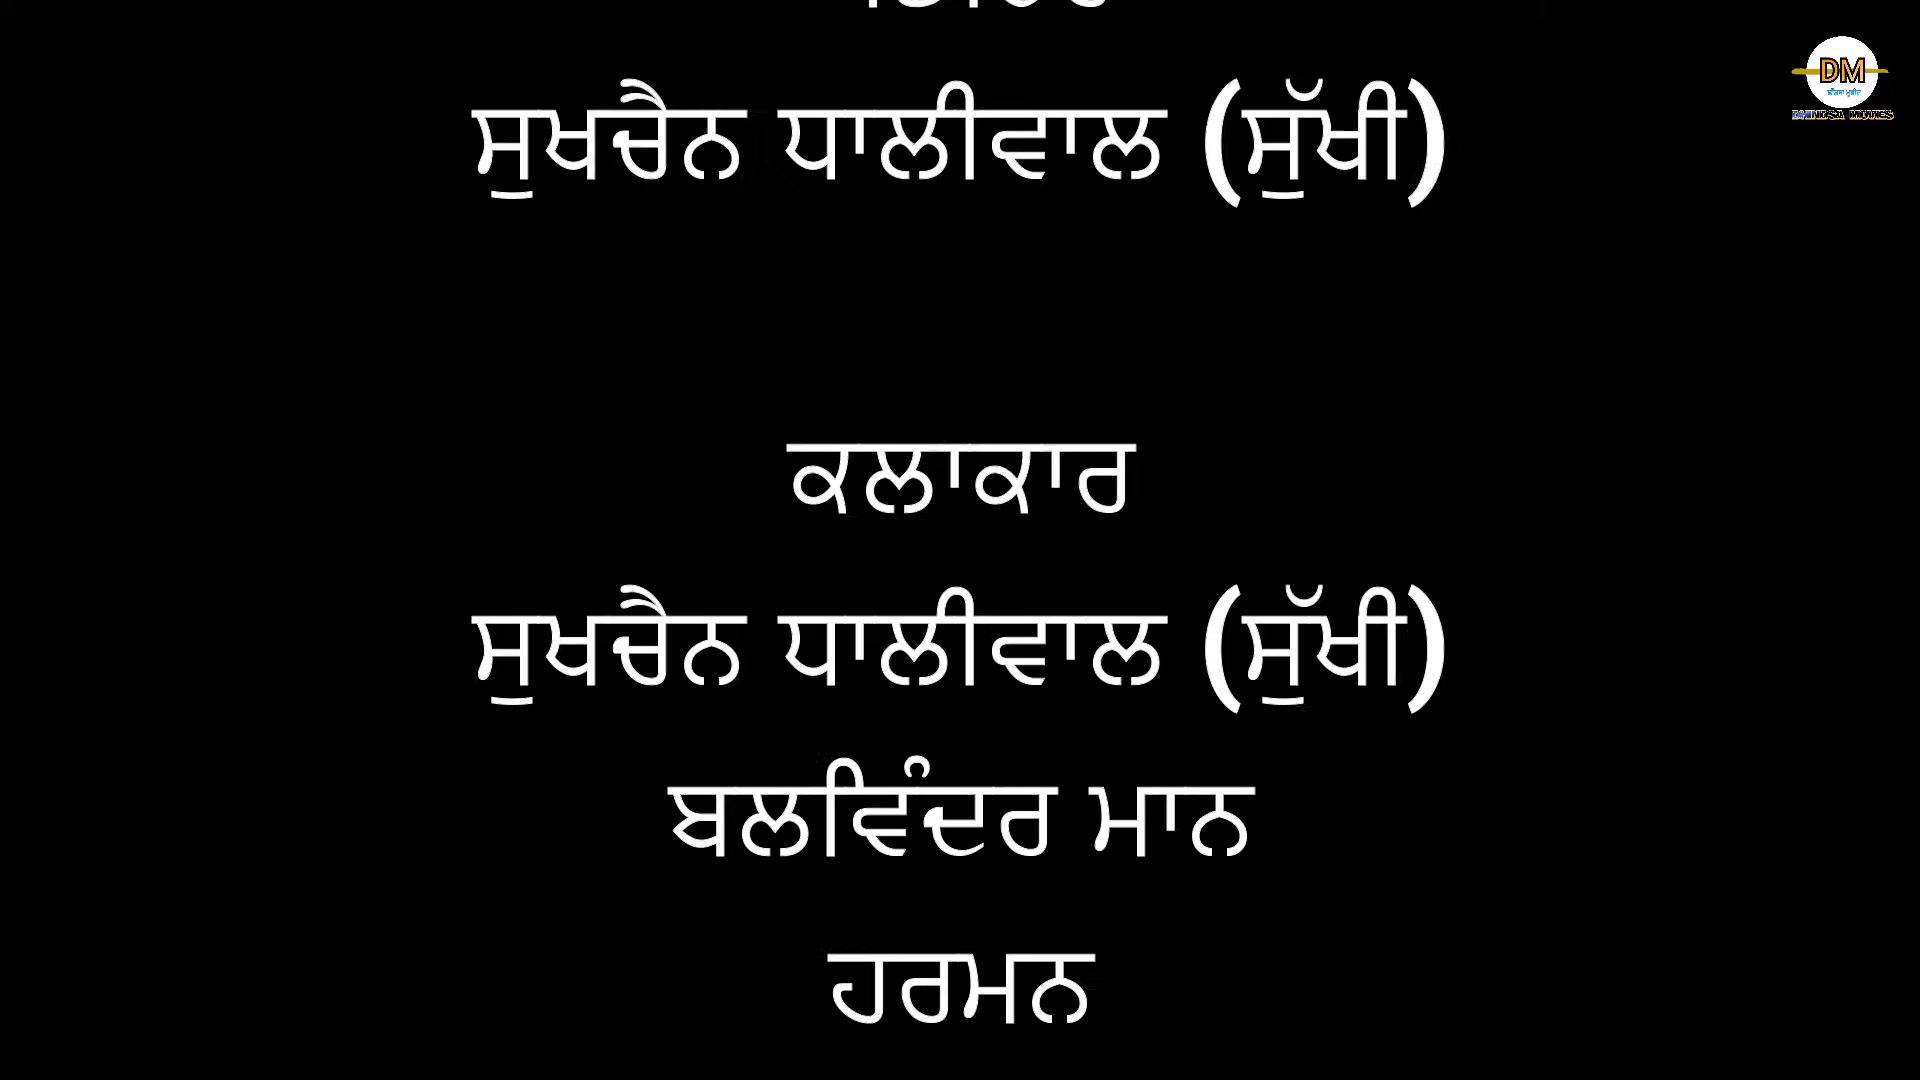 ਸੁਖਚੈਨ ਧਾਲੀਵਾਲ (ਸੁੱਖੀ)
ਕਲਾਕਾਰ
ਸੁਖਚੈਨ ਧਾਲੀਵਾਲ (ਸੁੱਖੀ)
ਬਲਵਿੰਦਰ ਮਾਨ
ਹਰਮਨ
DM